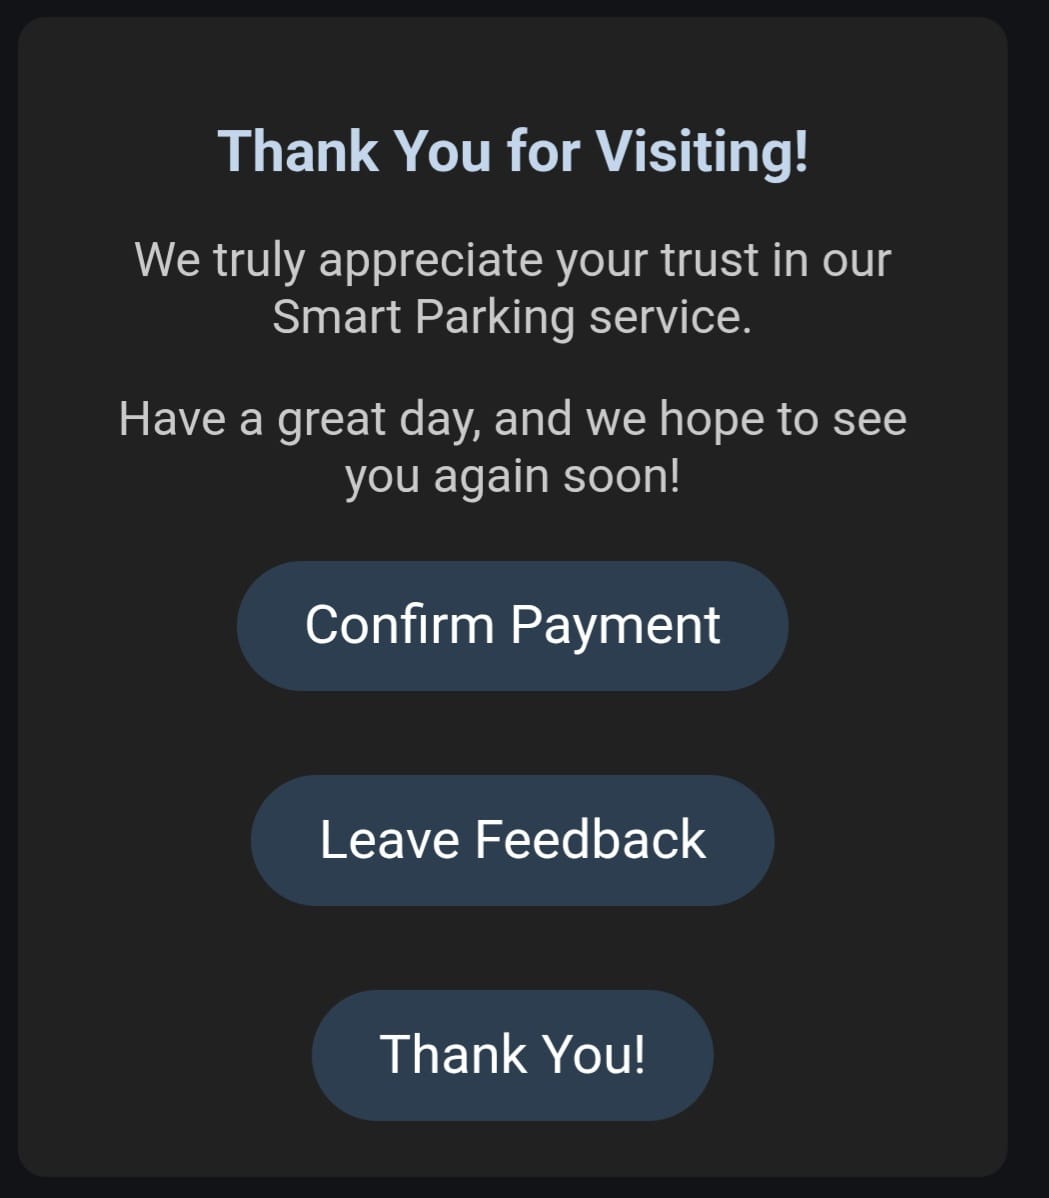 Thank You for Visiting!
We truly appreciate your trust in our
Smart Parking service.
Have a great day, and we hope to see
you again soon!
Confirm Payment
Leave Feedback
Thank You!